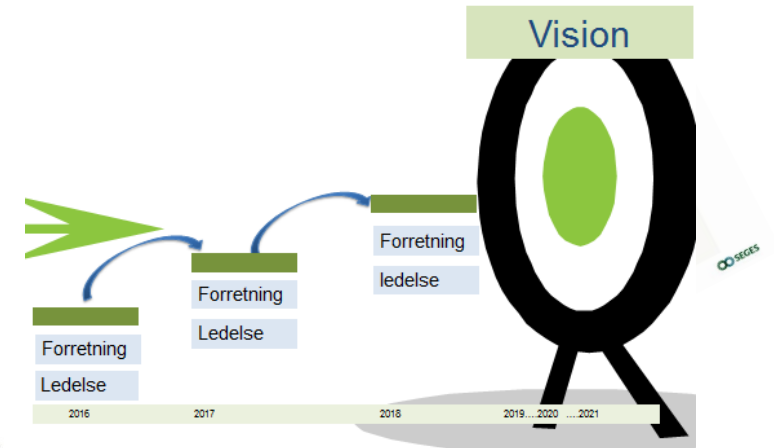 Vision
Forretning
ledelse
Forretning
Ledelse
Forretning
Ledelse
SEGES
2016 2017 2018 2019....2020 ....2021